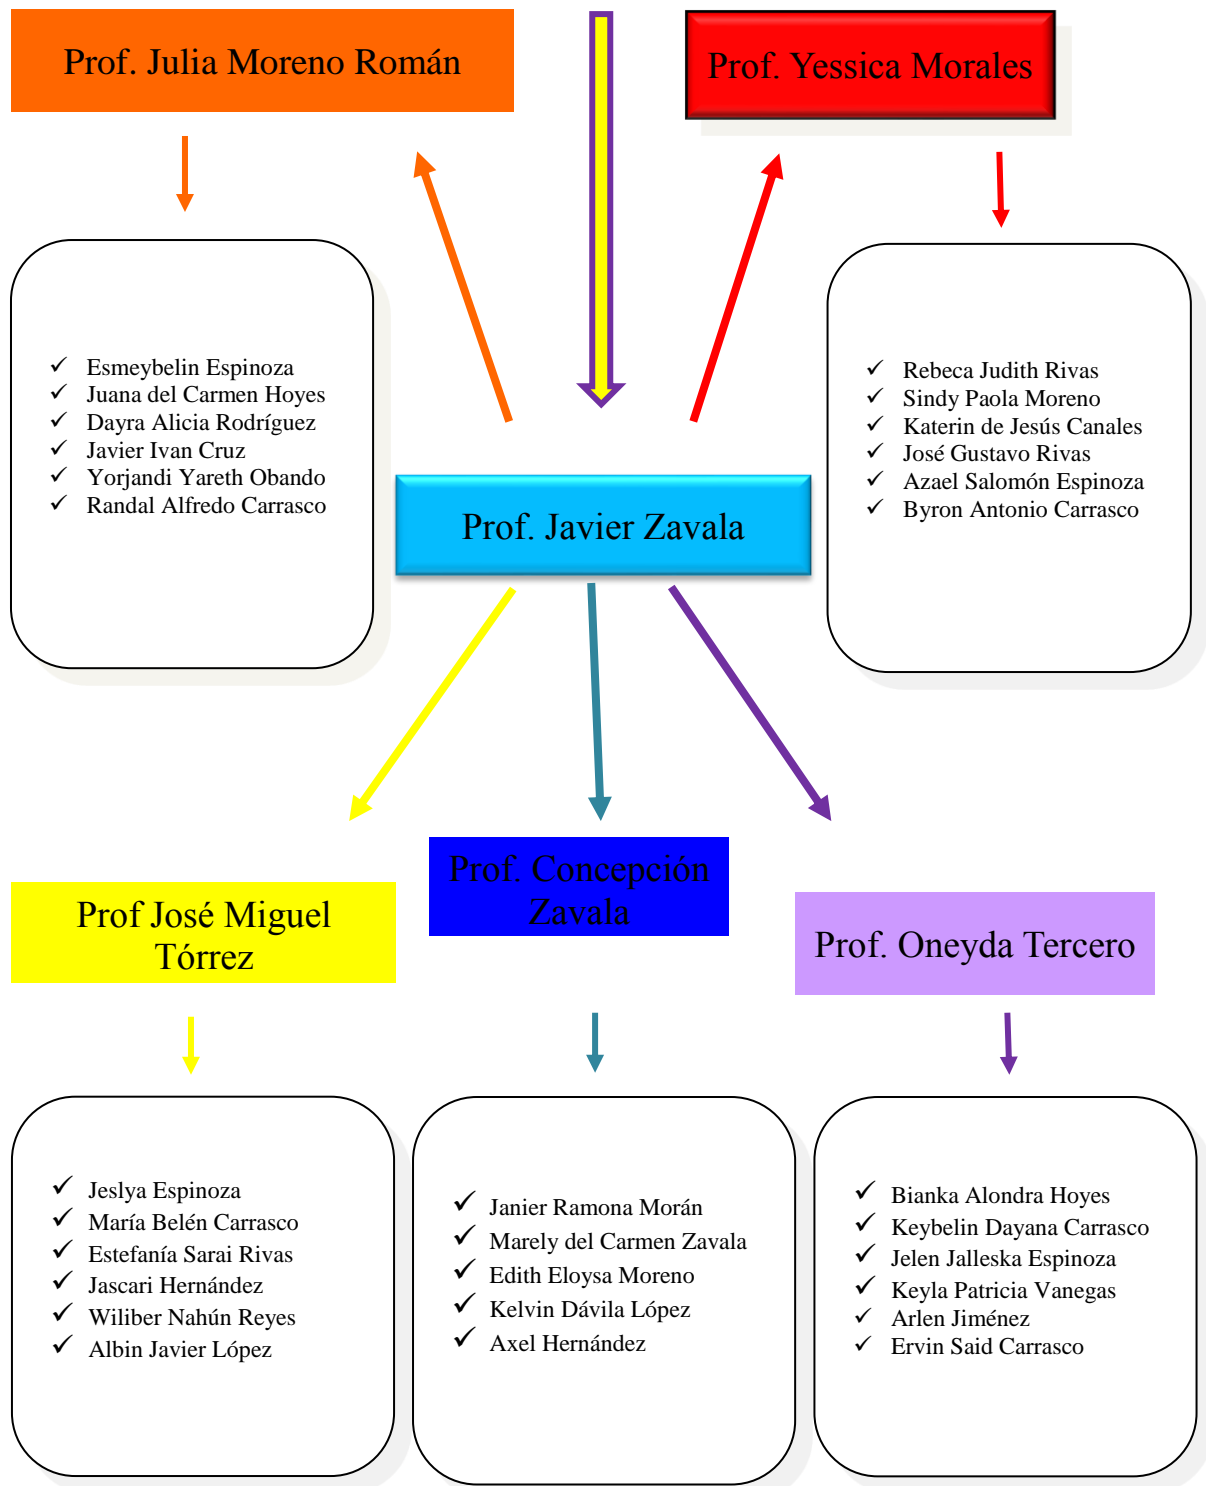 Prof. Julia Moreno Román
Prof. Yessica Morales
Esmeybelin Espinoza
Juana del Carmen Hoyes
Dayra Alicia Rodríguez
Javier Ivan Cruz
Yorjandi Yareth Obando
Randal Alfredo Carrasco
Rebeca Judith Rivas
Sindy Paola Moreno
Katerin de Jesús Canales
José Gustavo Rivas
Azael Salomón Espinoza
Byron Antonio Carrasco
Prof. Javier Zavala
Prof José Miguel
Tórrez
Prof. Concepción
Zavala
Prof. Oneyda Tercero
Jeslya Espinoza
María Belén Carrasco
Estefanía Sarai Rivas
Jascari Hernández
Wiliber Nahún Reyes
Albin Javier López
Janier Ramona Morán
Marely del Carmen Zavala
Edith Eloysa Moreno
Kelvin Dávila López
Axel Hernández
Bianka Alondra Hoyes
Keybelin Dayana Carrasco
Jelen Jalleska Espinoza
Keyla Patricia Vanegas
Arlen Jiménez
Ervin Said Carrasco